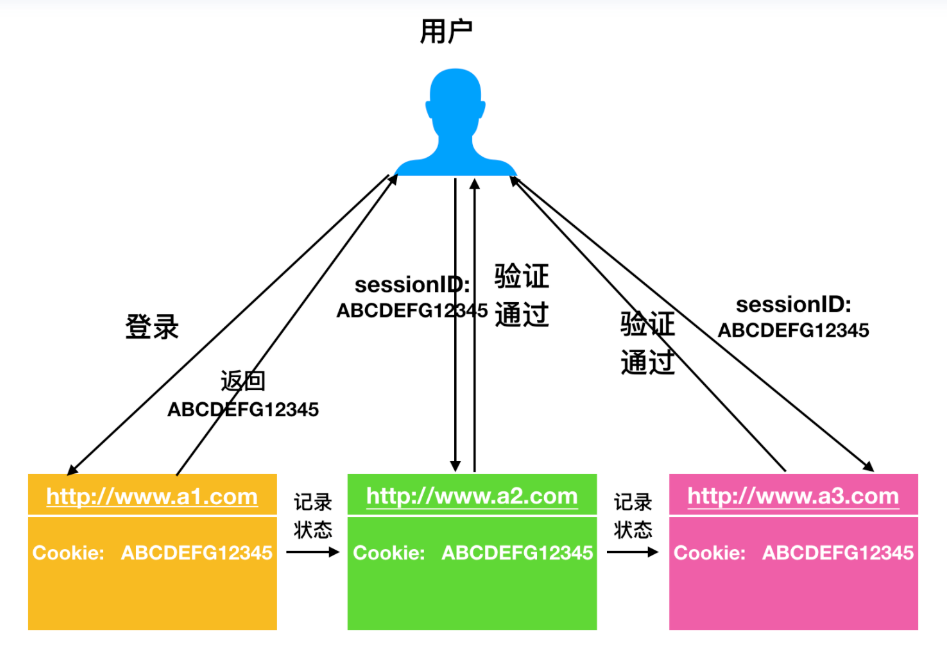 用户
sessionID:
ABCDEFG12345
验证
通过
sessionID:
ABCDEFG12345
登录
验证
通过
返回
ABCDEFG12345
http://www.a1.com
记录
状态
http://www.a2.com
记录
状态
http://www.a3.com
Cookie: ABCDEFG12345
Cookie: ABCDEFG12345
Cookie: ABCDEFG12345